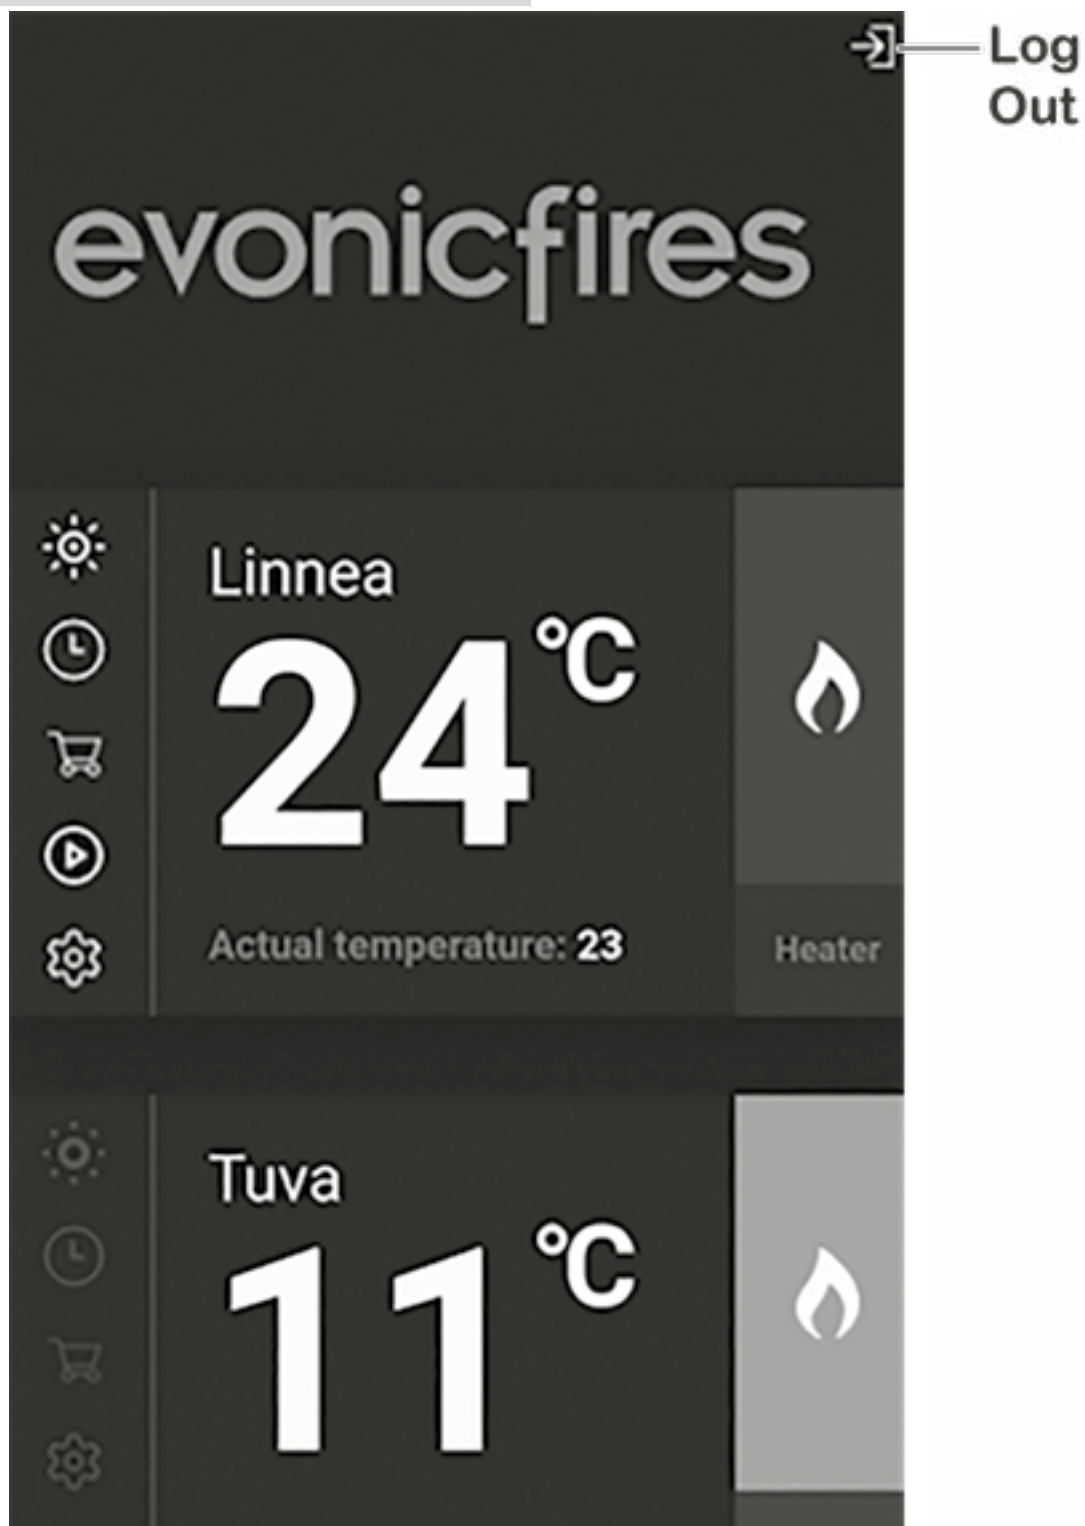 Log
Out
evonicfires
Linnea
24°C
Actual temperature: 23
Heater
Tuva
11°C